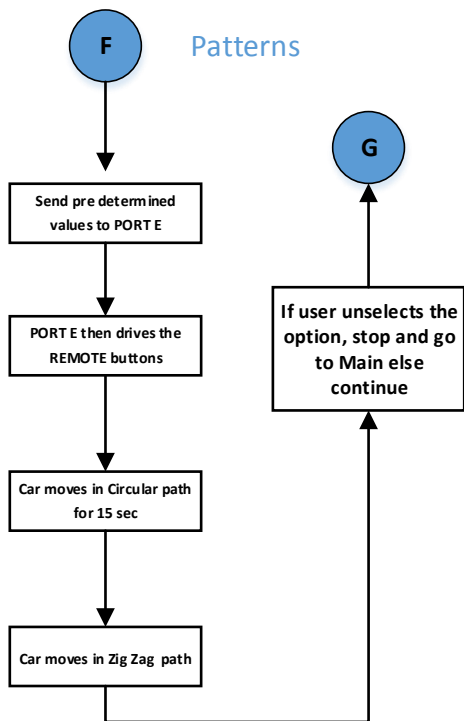 F
Patterns
Send pre determined
values to PORT E
PORT E then drives the
REMOTE buttons
Car moves in Circular path
for 15 sec
Car moves in Zig Zag path
G
If user unselects the
option, stop and go
to Main else
continue